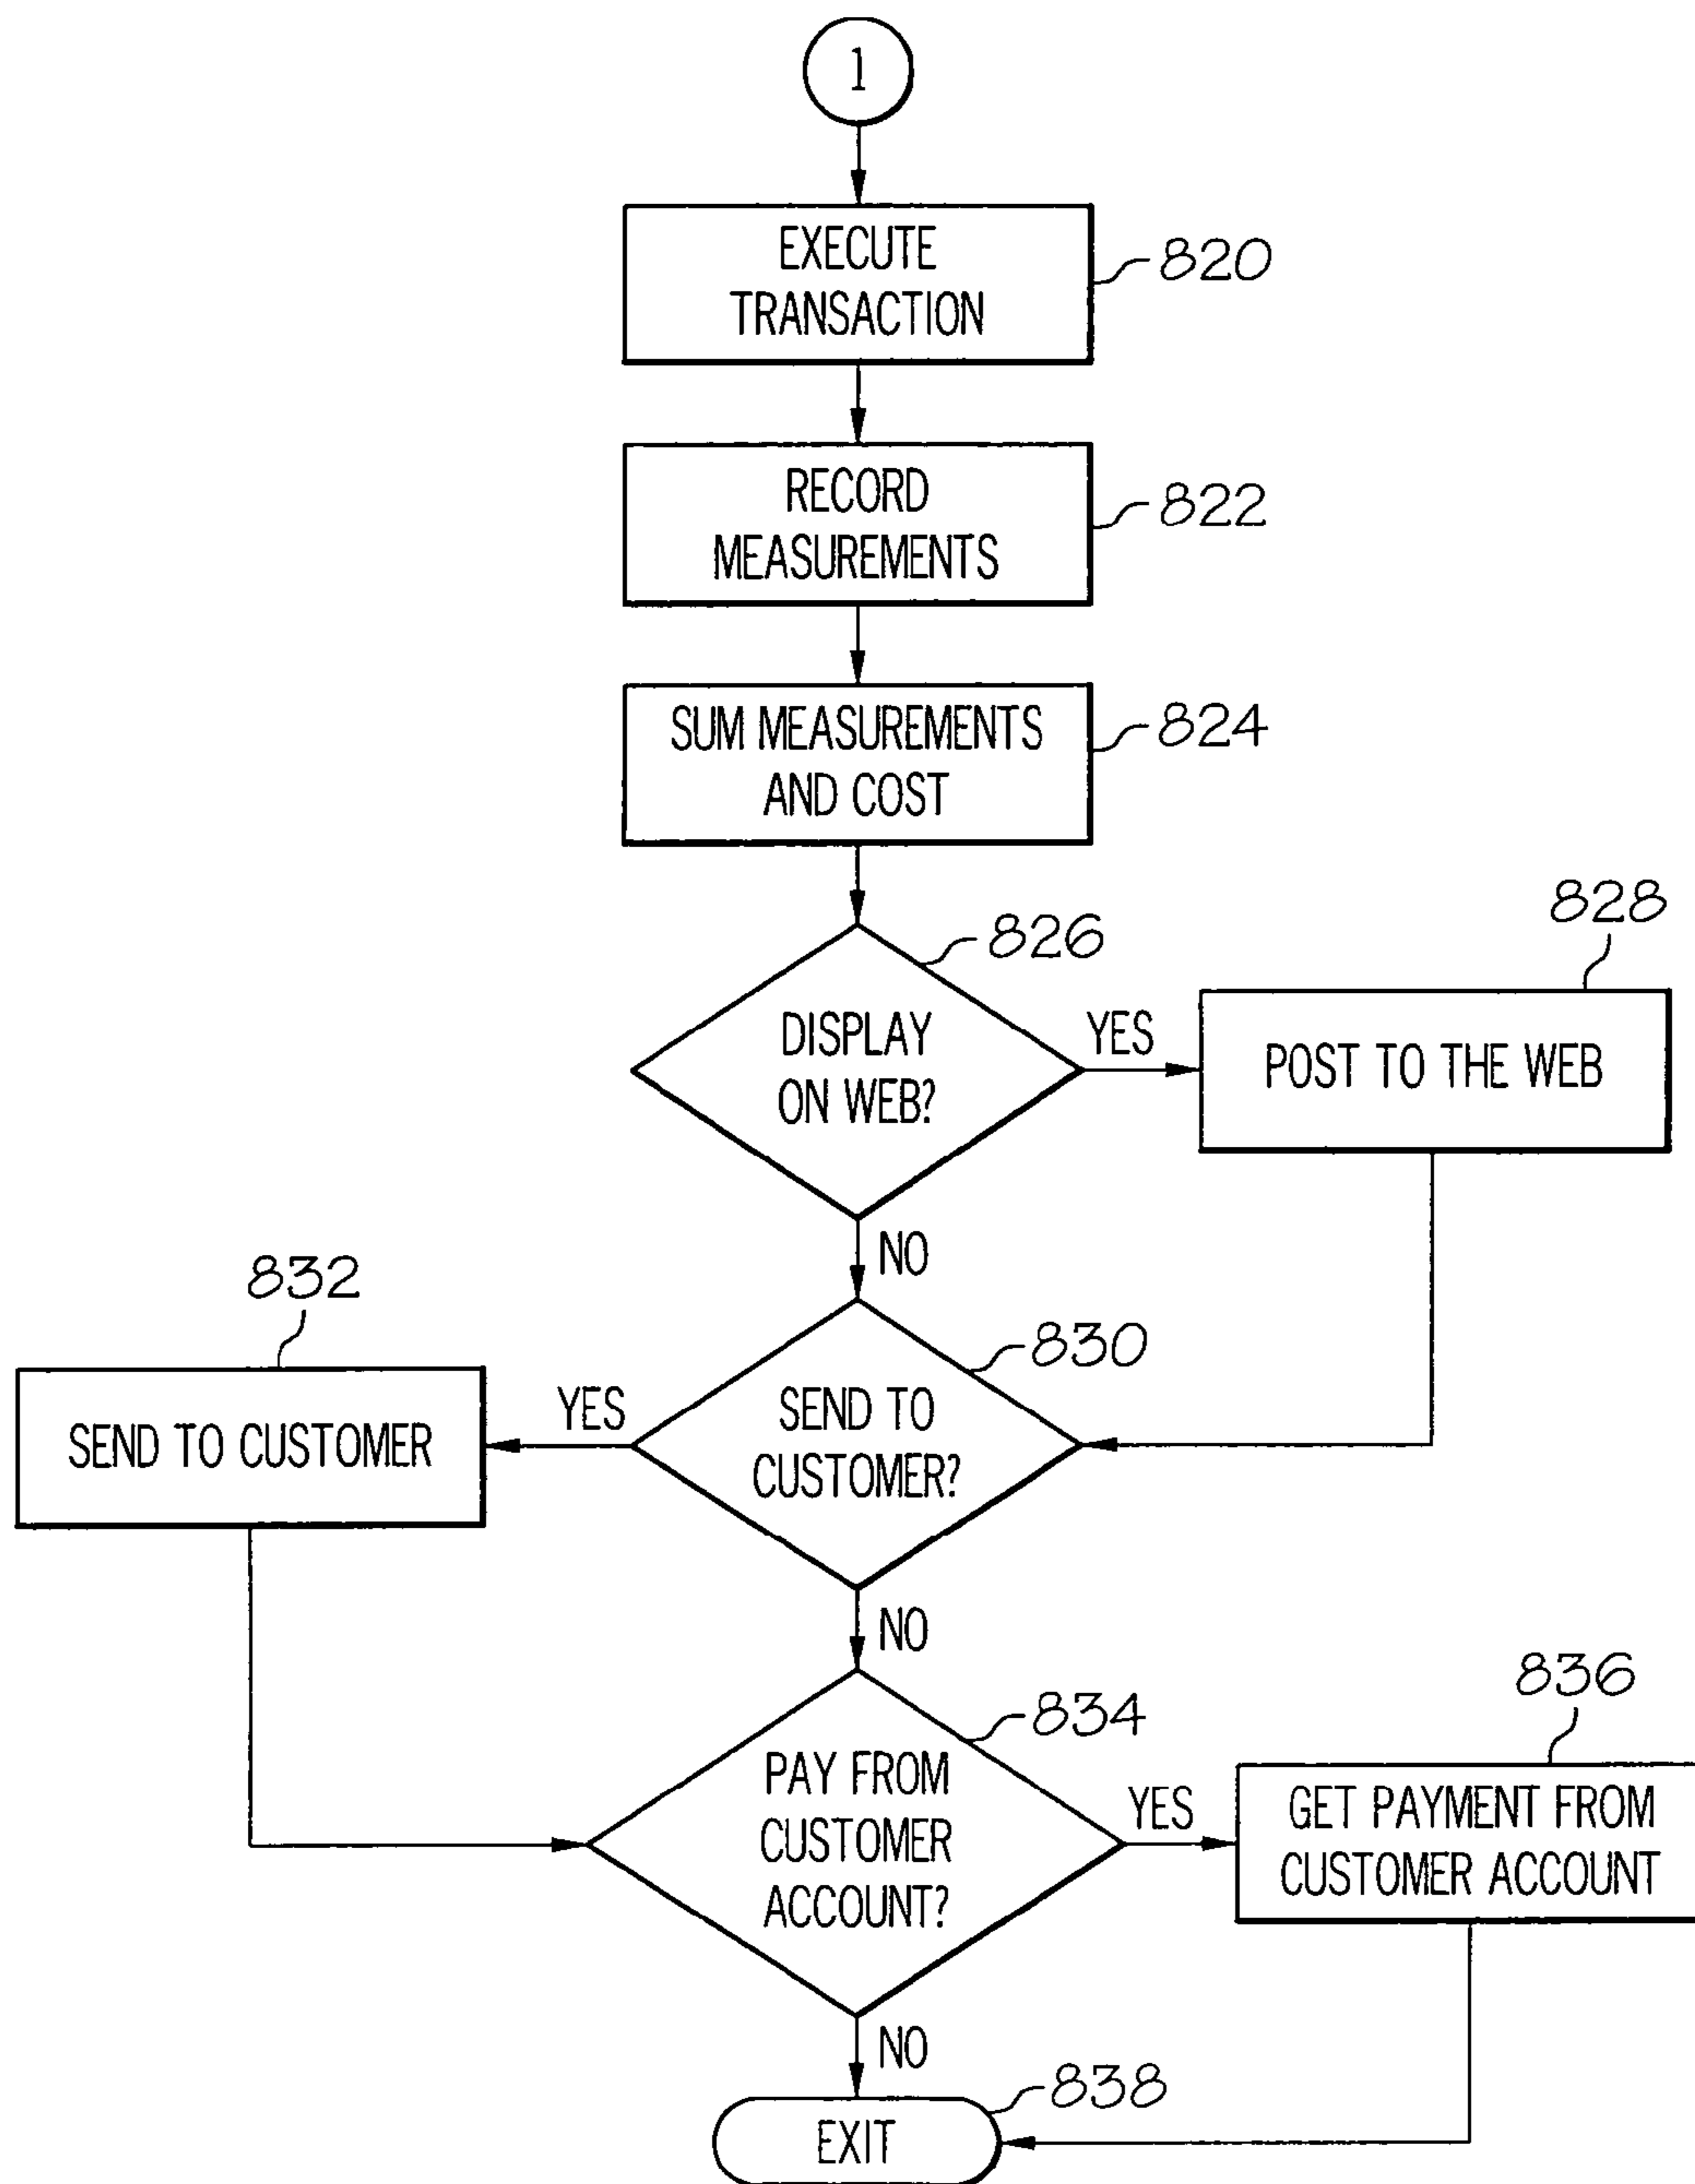 1
EXECUTE
TRANSACTION
820
RECORD
MEASUREMENTS
822
SUM MEASUREMENTS
AND COST
824
826
DISPLAY
ON WEB?
YES
828
POST TO THE WEB
NO
830
SEND TO
CUSTOMER?
YES
832
SEND TO CUSTOMER
NO
834
PAY FROM
CUSTOMER
ACCOUNT?
YES
836
GET PAYMENT FROM
CUSTOMER ACCOUNT
NO
838
EXIT